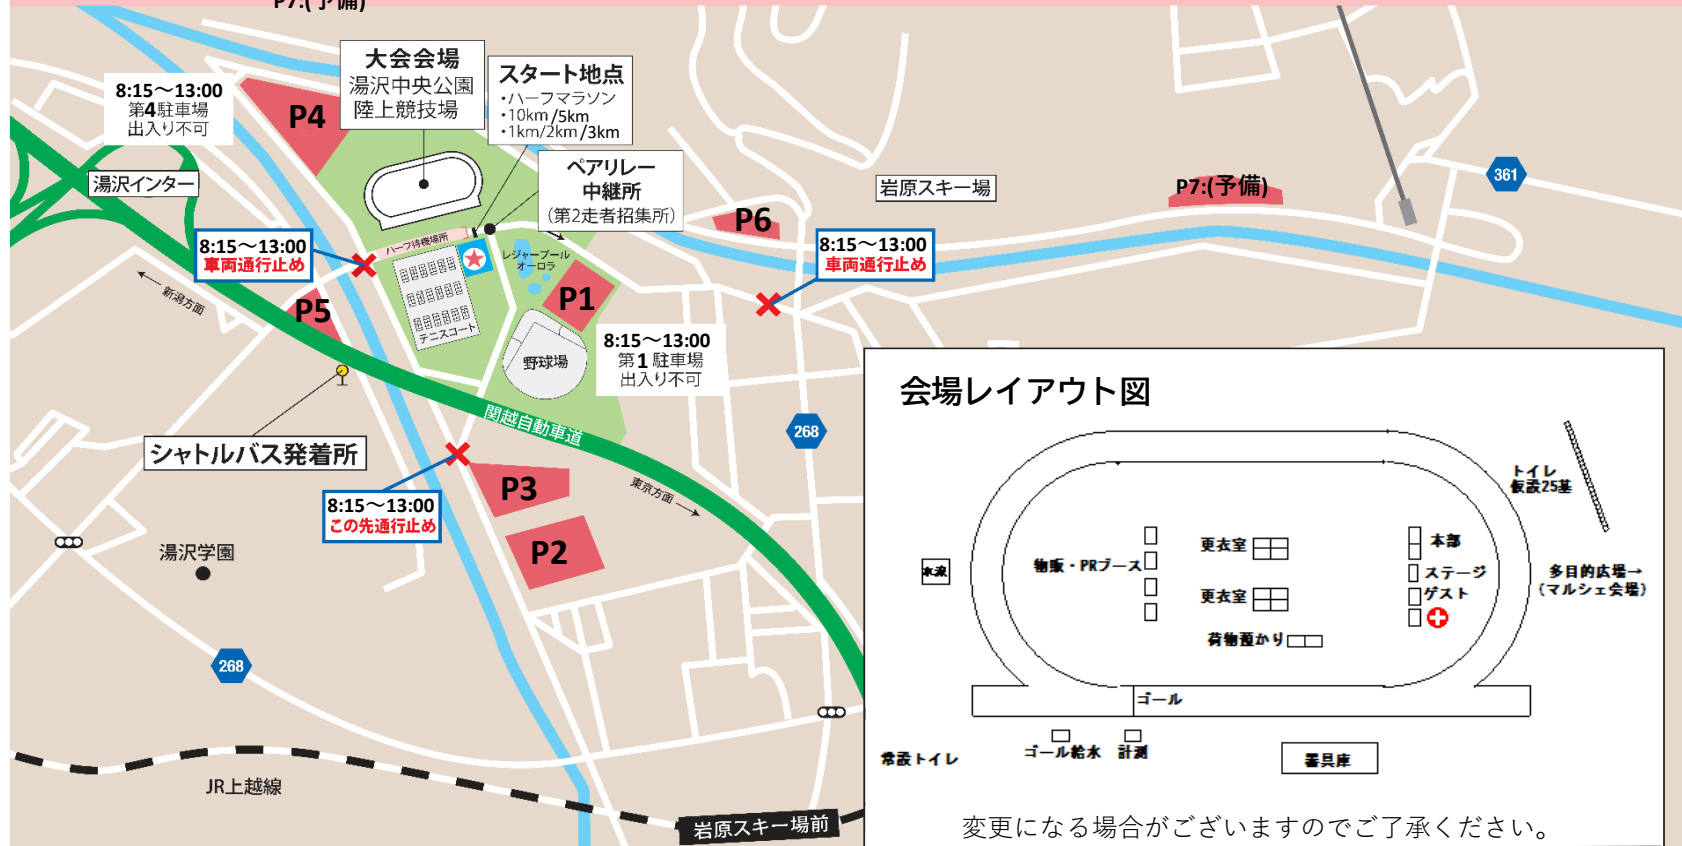 P7:(予備)
大会会場
湯沢中央公園
陸上競技場
スタート地点
・ハーフマラソン
・10km/5km
・1km/2km/3km
8:15～13:00
第4駐車場
出入り不可
P4
ペアリレー
中継所
(第2走者招集所)
湯沢インター
岩原スキー場
P7:(予備)
361
P6
8:15～13:00
車両通行止め
ハーフ待機場所
8:15～13:00
車両通行止め
レジャープール
オーロラ
←新潟方面
P5
P1
テニスコート
野球場
8:15～13:00
第1駐車場
出入り不可
関越自動車道
268
シャトルバス発着所
P3
東京方面→
8:15～13:00
この先通行止め
P2
湯沢学園
268
JR上越線
岩原スキー場前
会場レイアウト図
トイレ
仮設25基
更衣室
本部
物販・PRブース
ステージ
多目的広場→
(マルシェ会場)
水飲
更衣室
ゲスト
荷物預かり
ゴール
常設トイレ
ゴール給水
計測
器具庫
変更になる場合がございますのでご了承ください。